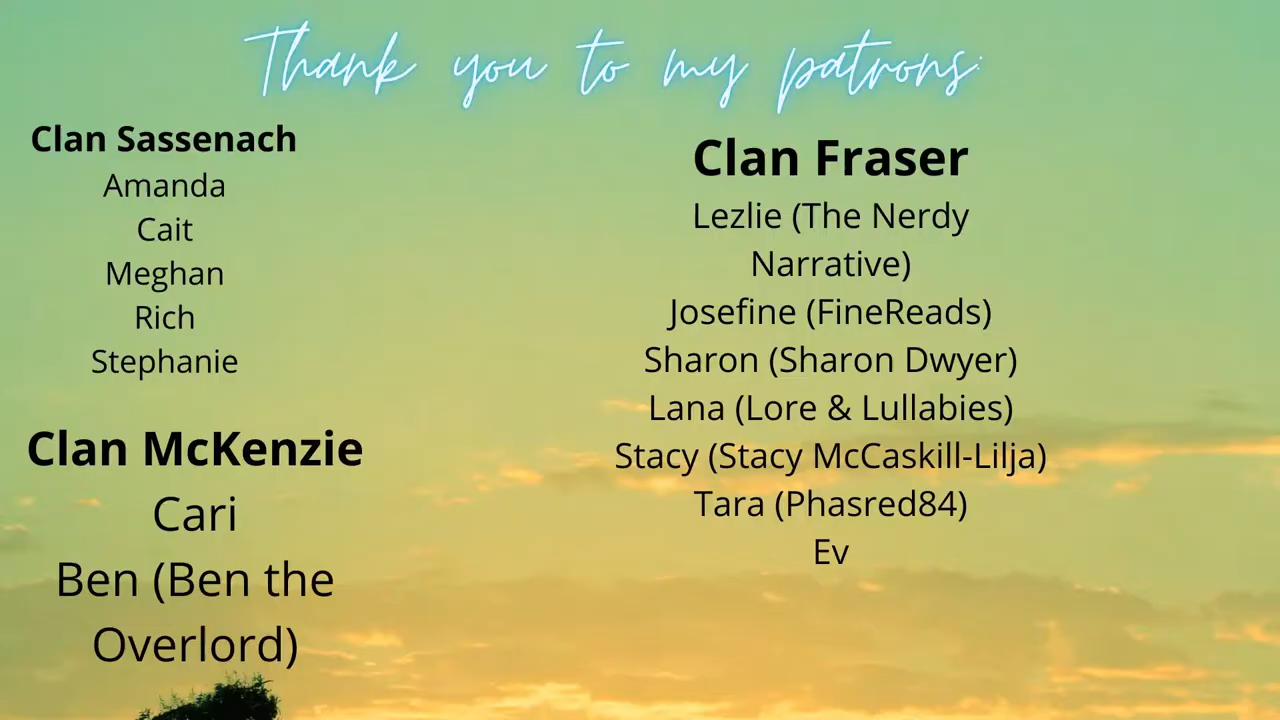 Thank you to my patrons:
Clan Sassenach
Amanda
Cait
Meghan
Rich
Stephanie
Clan McKenzie
Cari
Ben (Ben the
Overlord)
Clan Fraser
Lezlie (The Nerdy
Narrative)
Josefine (FineReads)
Sharon (Sharon Dwyer)
Lana (Lore & Lullabies)
Stacy (Stacy McCaskill-Lilja)
Tara (Phasred84)
Ev